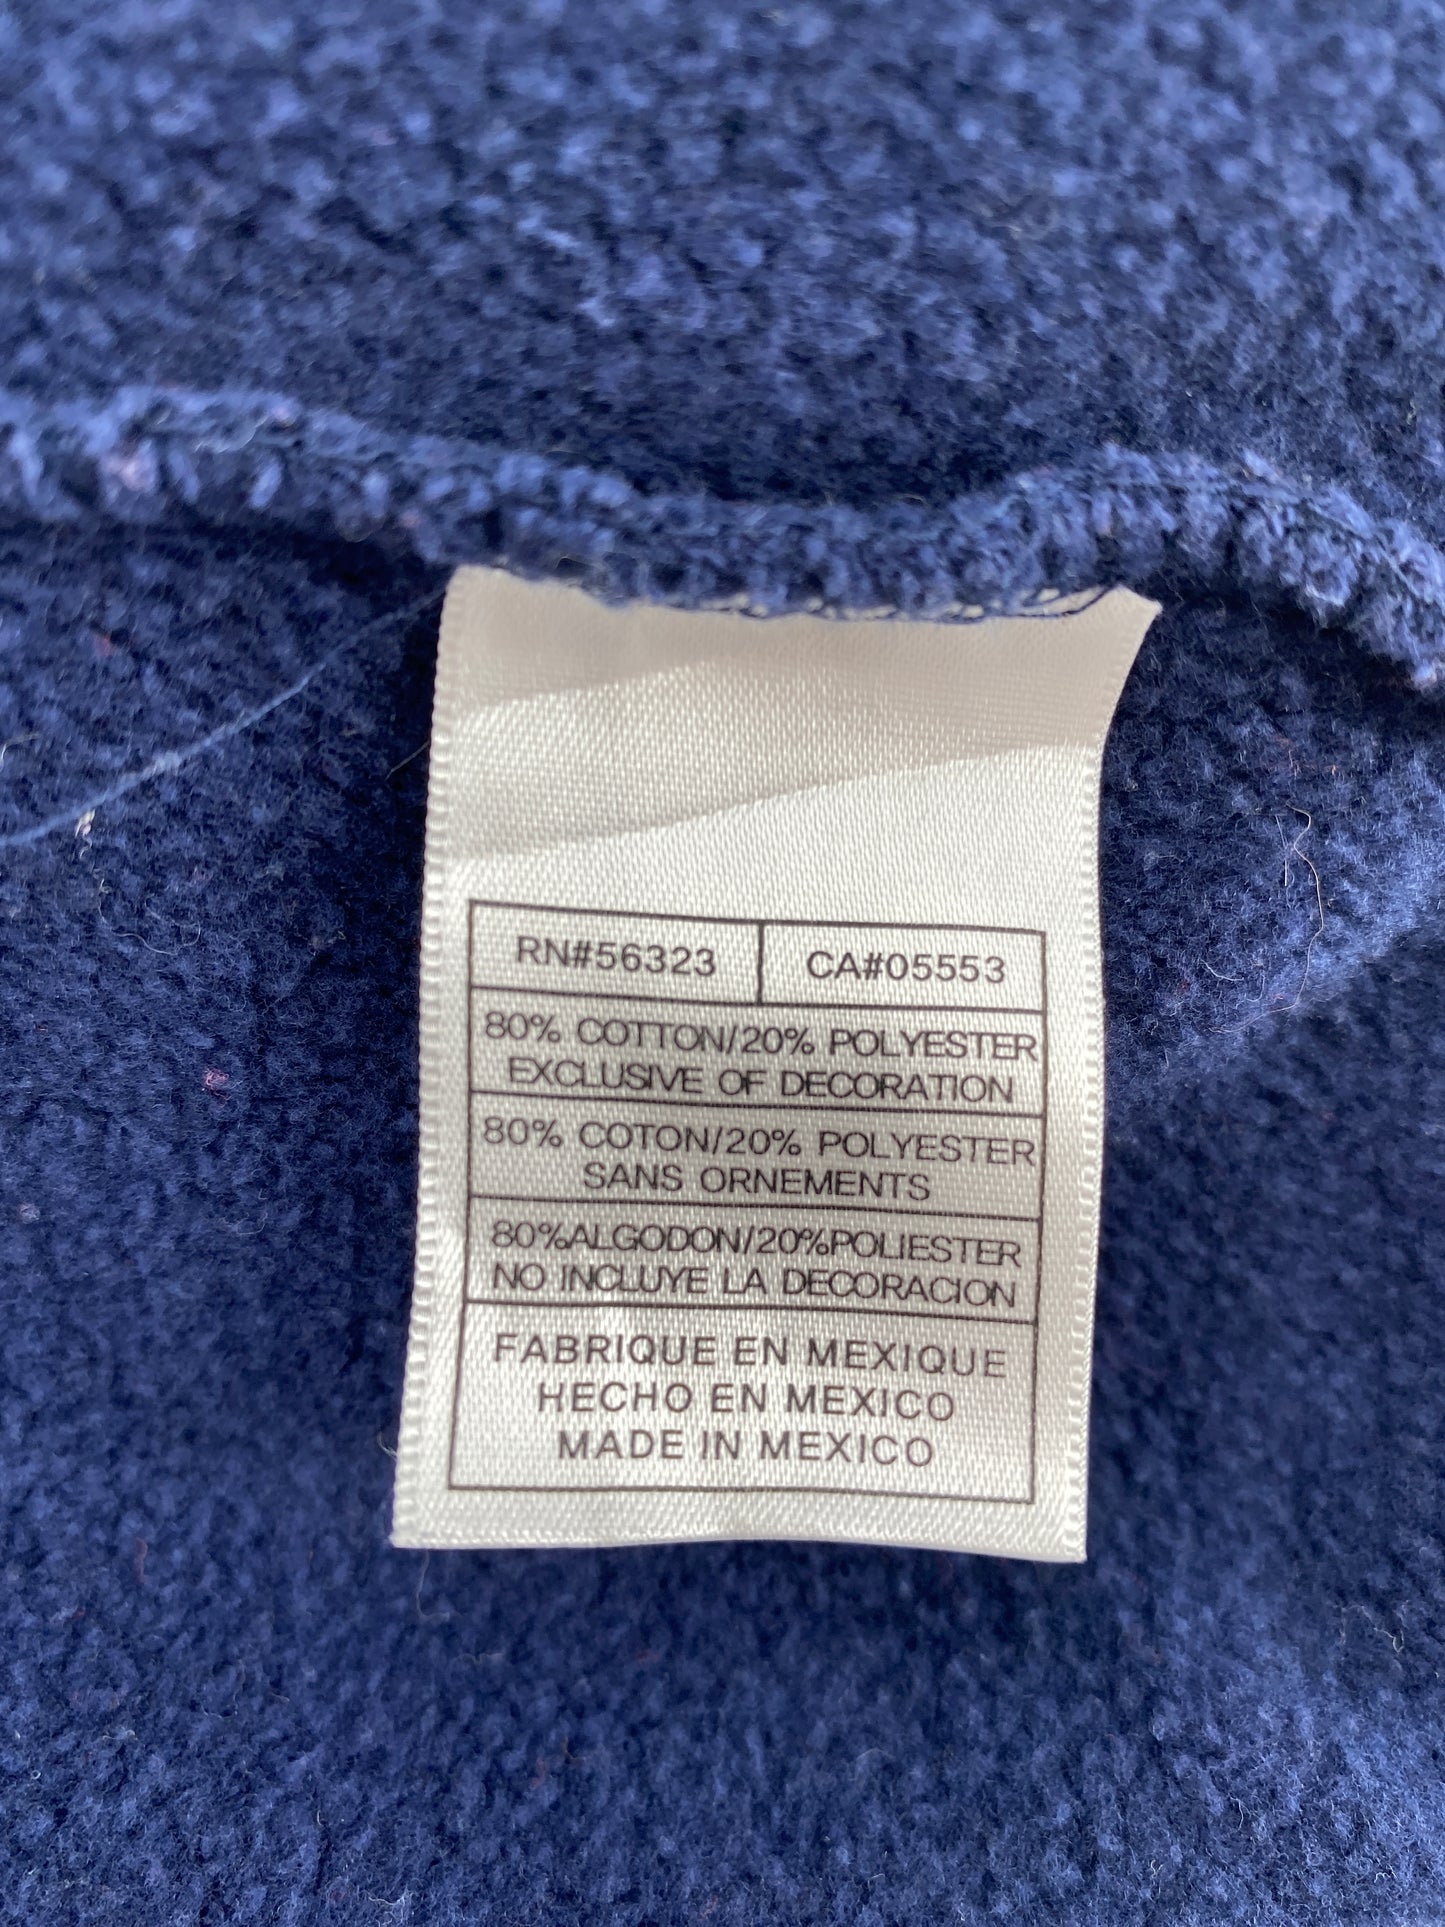 RN#56323 CA#05553
80% COTTON/20% POLYESTER
EXCLUSIVE OF DECORATION
80% COTON/20% POLYESTER
SANS ORNEMENTS
80%ALGODON/20%POLIESTER
NO INCLUYE LA DECORACION
FABRIQUE EN MEXIQUE
HECHO EN MEXICO
MADE IN MEXICO